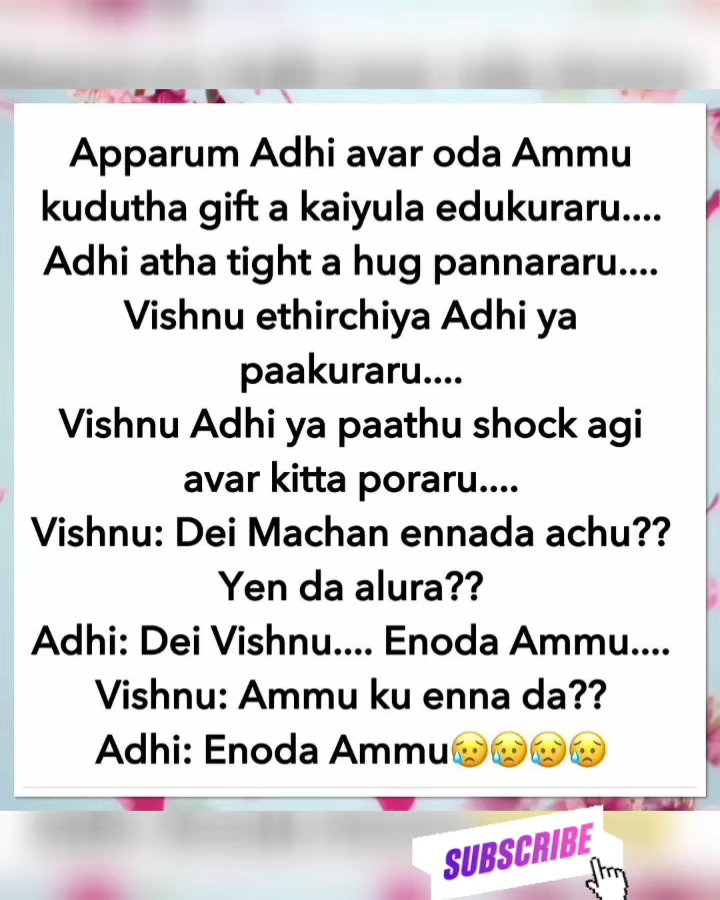 Apparum Adhi avar oda Ammu
kudutha gift a kaiyula edukuraru....
Adhi atha tight a hug pannararu....
Vishnu ethirchiya Adhi ya
paakuraru....
Vishnu Adhi ya paathu shock agi
avar kitta poraru....
Vishnu: Dei Machan ennada achu??
Yen da alura??
Adhi: Dei Vishnu.... Enoda Ammu....
Vishnu: Ammu ku enna da??
Adhi: Enoda Ammu😥😥😥😥
SUBSCRIBE